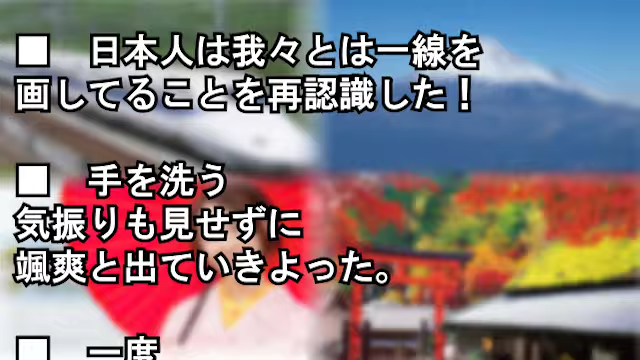 ■　日本人は我々とは一線を
画してることを再認識した！
■　手を洗う
気振りも見せずに
颯爽と出ていきよった。
■　一度